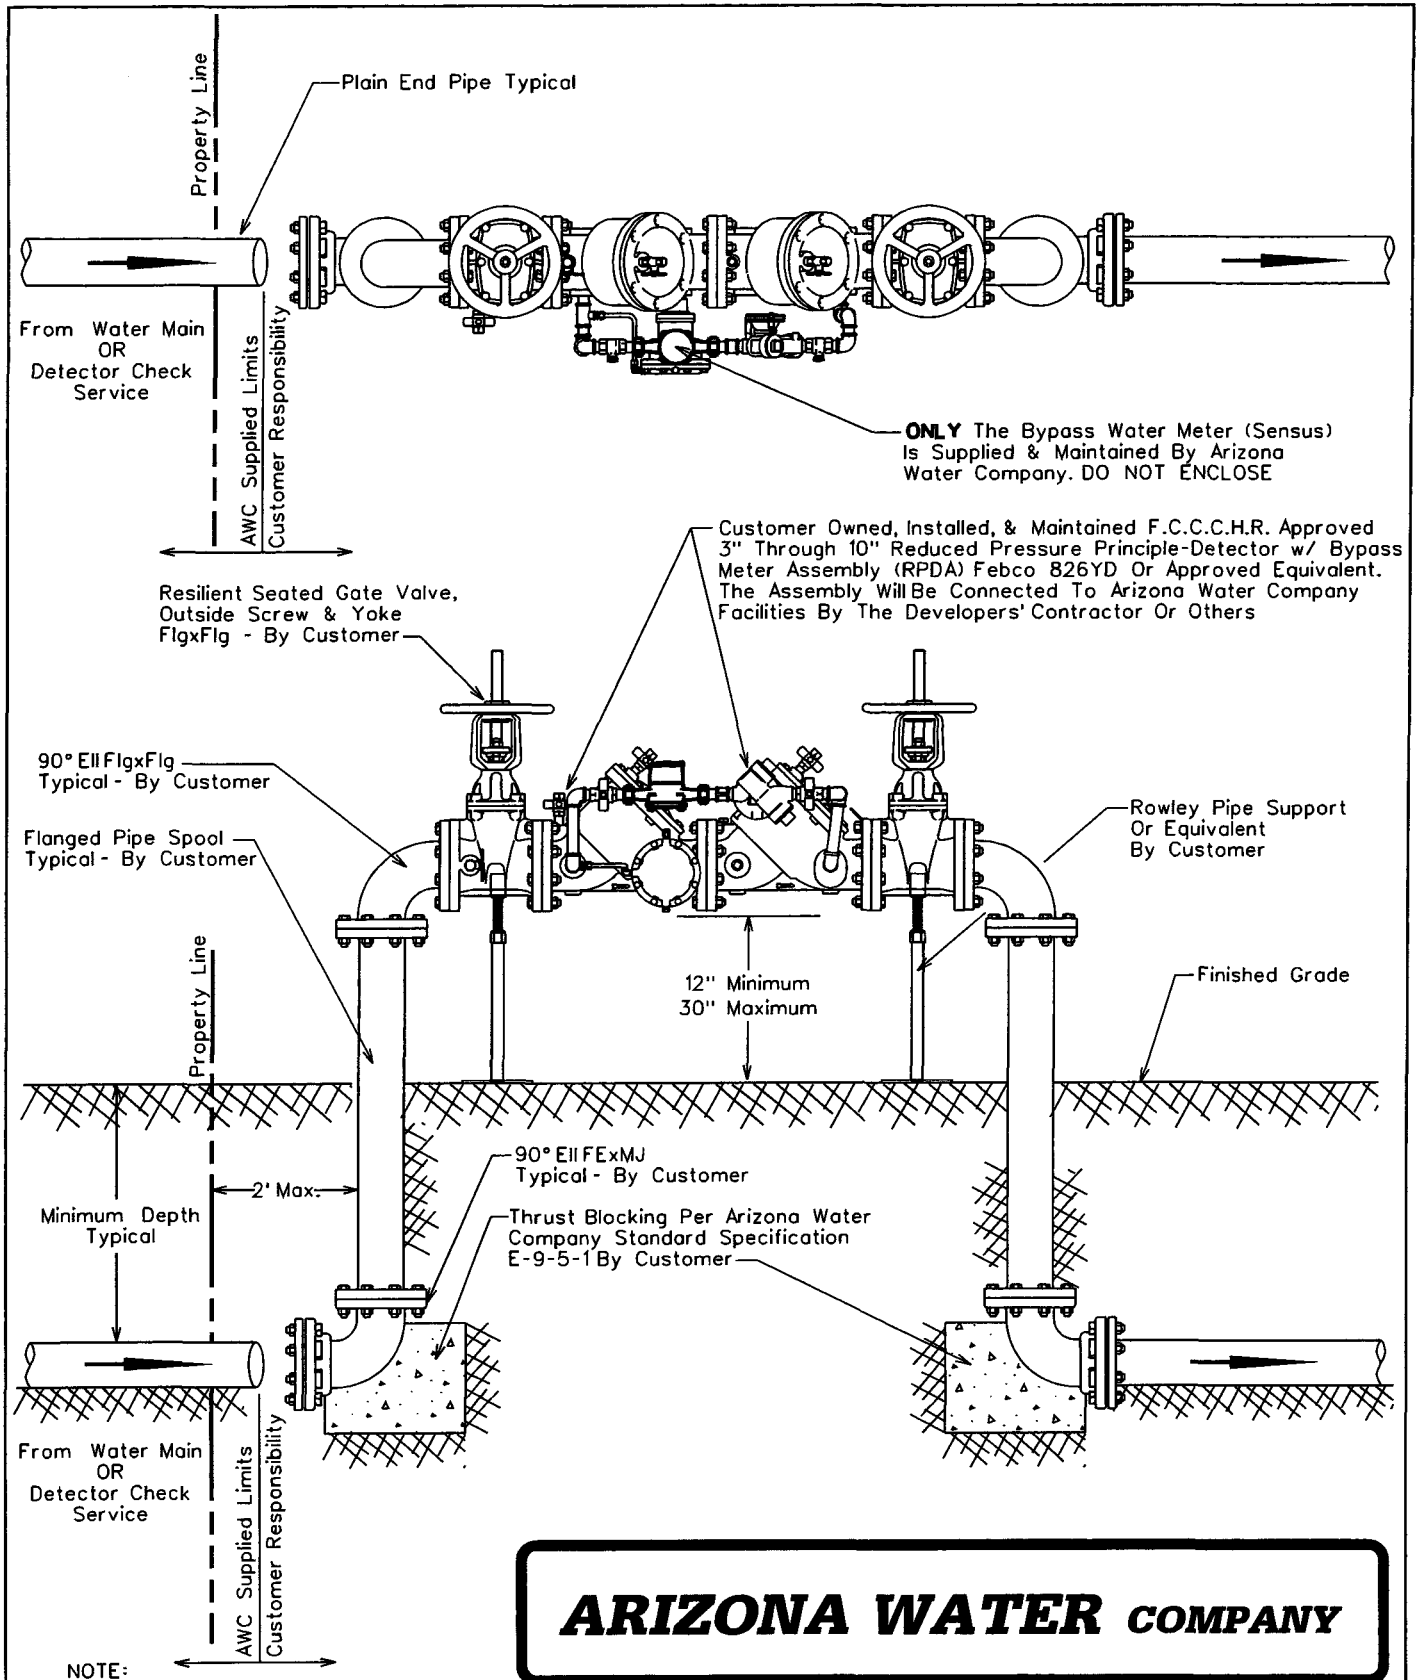 Property Line
Plain End Pipe Typical
From Water Main
OR
Detector Check
Service
AWC Supplied Limits
Customer Responsibility
ONLY The Bypass Water Meter (Sensus)
Is Supplied & Maintained By Arizona
Water Company. DO NOT ENCLOSE
Customer Owned, Installed, & Maintained F.C.C.C.H.R. Approved
3" Through 10" Reduced Pressure Principle-Detector w/ Bypass
Meter Assembly (RPDA) Febco 826YD Or Approved Equivalent.
The Assembly Will Be Connected To Arizona Water Company
Facilities By The Developers' Contractor Or Others
Resilient Seated Gate Valve,
Outside Screw & Yoke
FlgxFlg - By Customer
90° Ell FlgxFlg
Typical - By Customer
Flanged Pipe Spool
Typical - By Customer
Rowley Pipe Support
Or Equivalent
By Customer
Property Line
12" Minimum
30" Maximum
Finished Grade
90° Ell FExMJ
Typical - By Customer
2' Max.
Minimum Depth
Typical
Thrust Blocking Per Arizona Water
Company Standard Specification
E-9-5-1 By Customer
From Water Main
OR
Detector Check
Service
AWC Supplied Limits
Customer Responsibility
ARIZONA WATER COMPANY
NOTE: